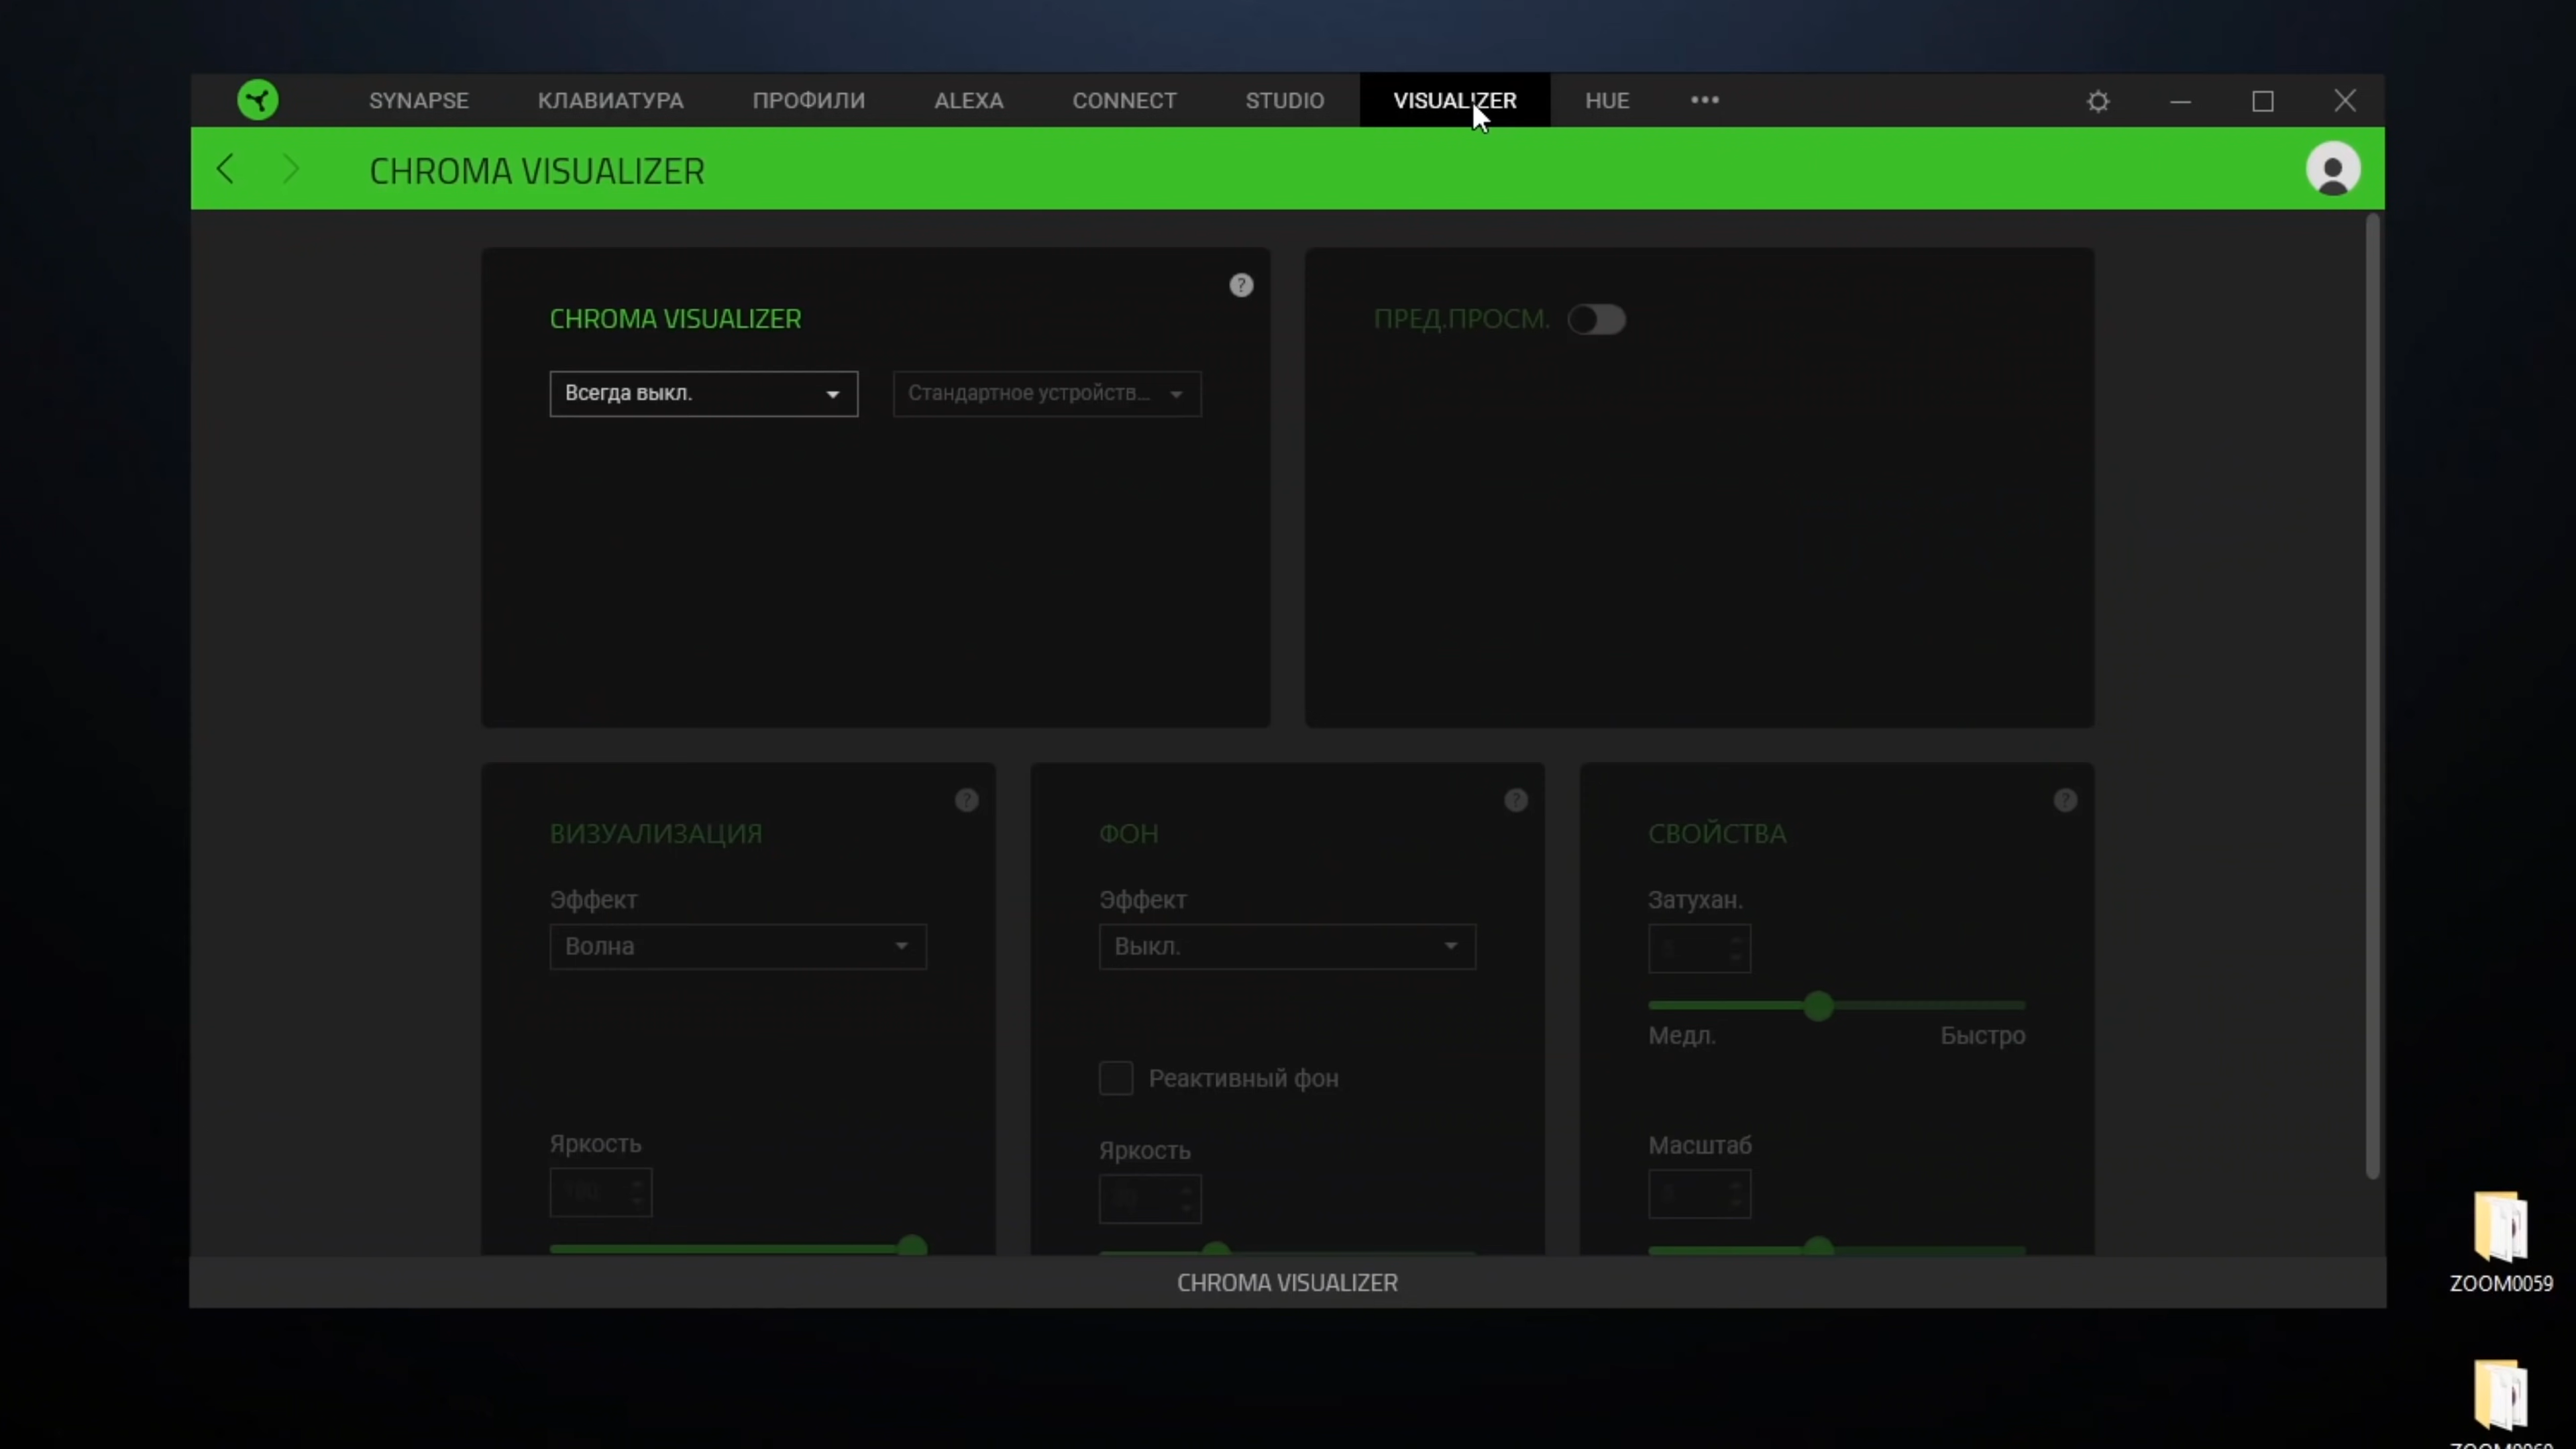 SYNAPSE КЛАВИАТУРА ПРОФИЛИ ALEXA CONNECT STUDIO VISUALIZER HUE •••
CHROMA VISUALIZER
CHROMA VISUALIZER
Всегда выкл.
Стандартное устройств...
ПРЕД.ПРОСМ.
ВИЗУАЛИЗАЦИЯ
Эффект
Волна
Яркость
ФОН
Эффект
Выкл.
Реактивный фон
Яркость
СВОЙСТВА
Затухан.
Медл. Быстро
Масштаб
CHROMA VISUALIZER
ZOOM0059